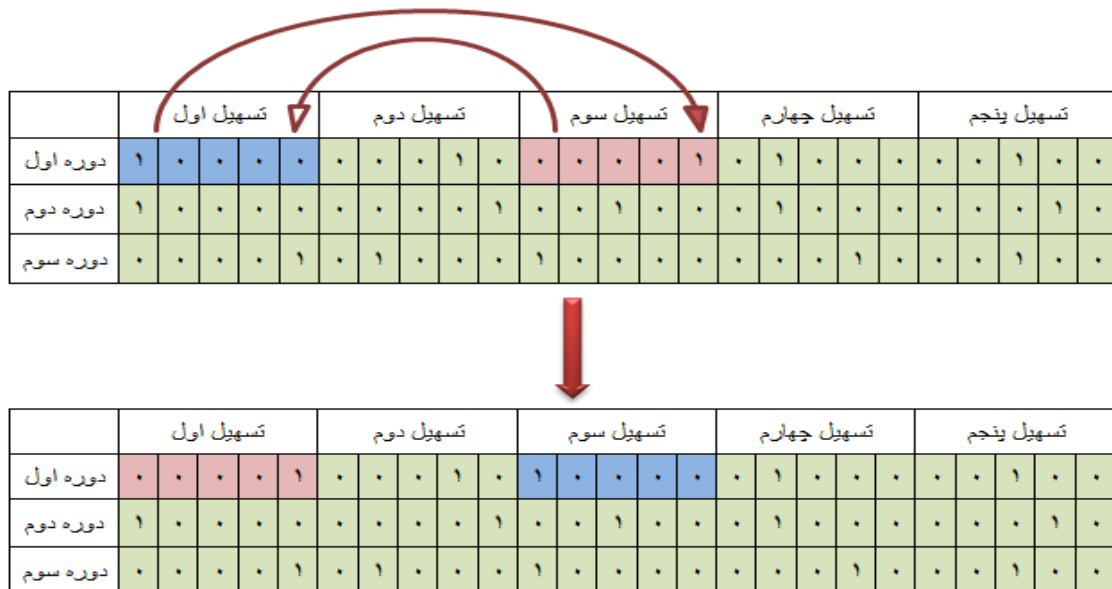 تسهیل اول تسهیل دوم تسهیل سوم تسهیل چهارم تسهیل پنجم
دوره اول ۱ ۰ ۰ ۰ ۰ ۰ ۰ ۰ ۱ ۰ ۰ ۰ ۰ ۰ ۱ ۰ ۱ ۰ ۰ ۰ ۰ ۰ ۱ ۰ ۰
دوره دوم ۱ ۰ ۰ ۰ ۰ ۰ ۰ ۰ ۰ ۱ ۰ ۰ ۱ ۰ ۰ ۰ ۱ ۰ ۰ ۰ ۰ ۰ ۰ ۱ ۰
دوره سوم ۰ ۰ ۰ ۰ ۱ ۰ ۱ ۰ ۰ ۰ ۱ ۰ ۰ ۰ ۰ ۰ ۰ ۰ ۱ ۰ ۰ ۰ ۱ ۰ ۰
تسهیل اول تسهیل دوم تسهیل سوم تسهیل چهارم تسهیل پنجم
دوره اول ۰ ۰ ۰ ۰ ۱ ۰ ۰ ۰ ۱ ۰ ۱ ۰ ۰ ۰ ۰ ۰ ۱ ۰ ۰ ۰ ۰ ۰ ۱ ۰ ۰
دوره دوم ۱ ۰ ۰ ۰ ۰ ۰ ۰ ۰ ۰ ۱ ۰ ۰ ۱ ۰ ۰ ۰ ۱ ۰ ۰ ۰ ۰ ۰ ۰ ۱ ۰
دوره سوم ۰ ۰ ۰ ۰ ۱ ۰ ۱ ۰ ۰ ۰ ۱ ۰ ۰ ۰ ۰ ۰ ۰ ۰ ۱ ۰ ۰ ۰ ۱ ۰ ۰